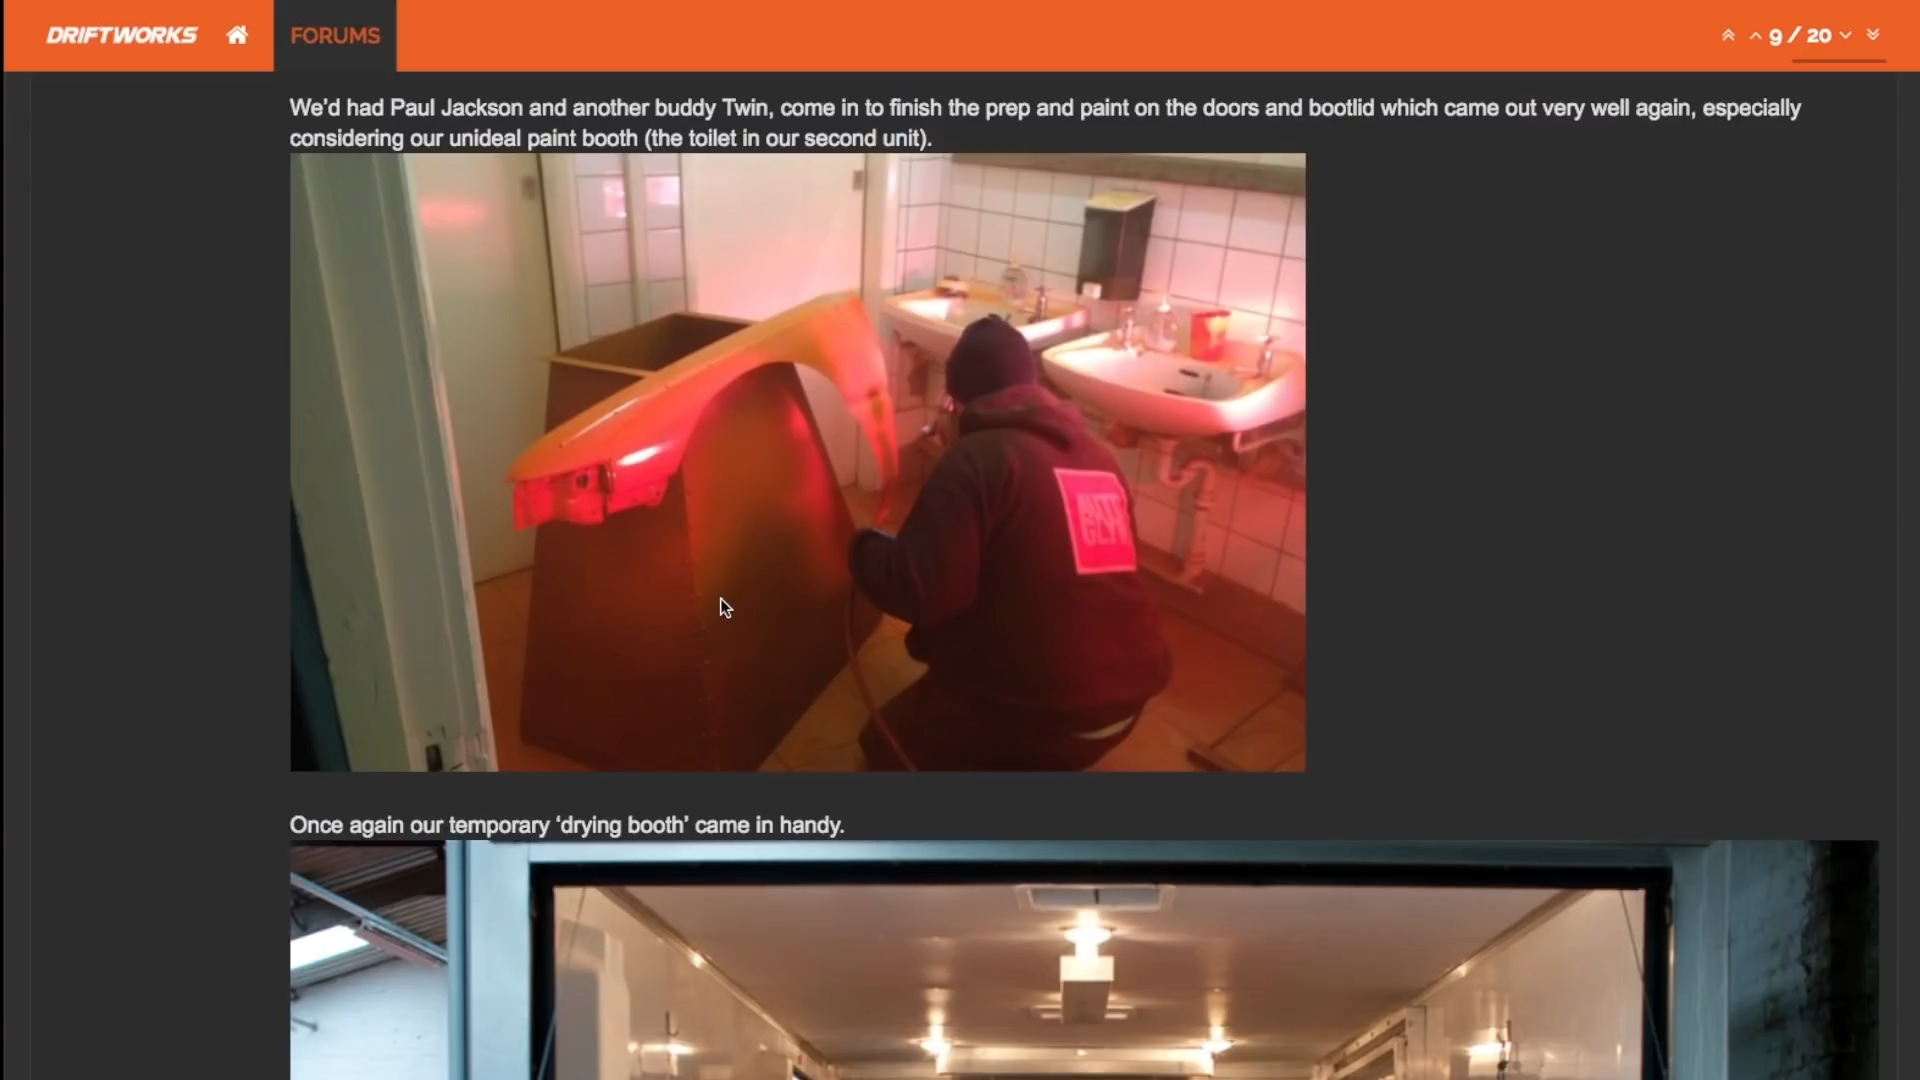 DRIFTWORKS FORUMS 9 / 20
We'd had Paul Jackson and another buddy Twin, come in to finish the prep and paint on the doors and bootlid which came out very well again, especially
considering our unideal paint booth (the toilet in our second unit).
Once again our temporary ‘drying booth’ came in handy.